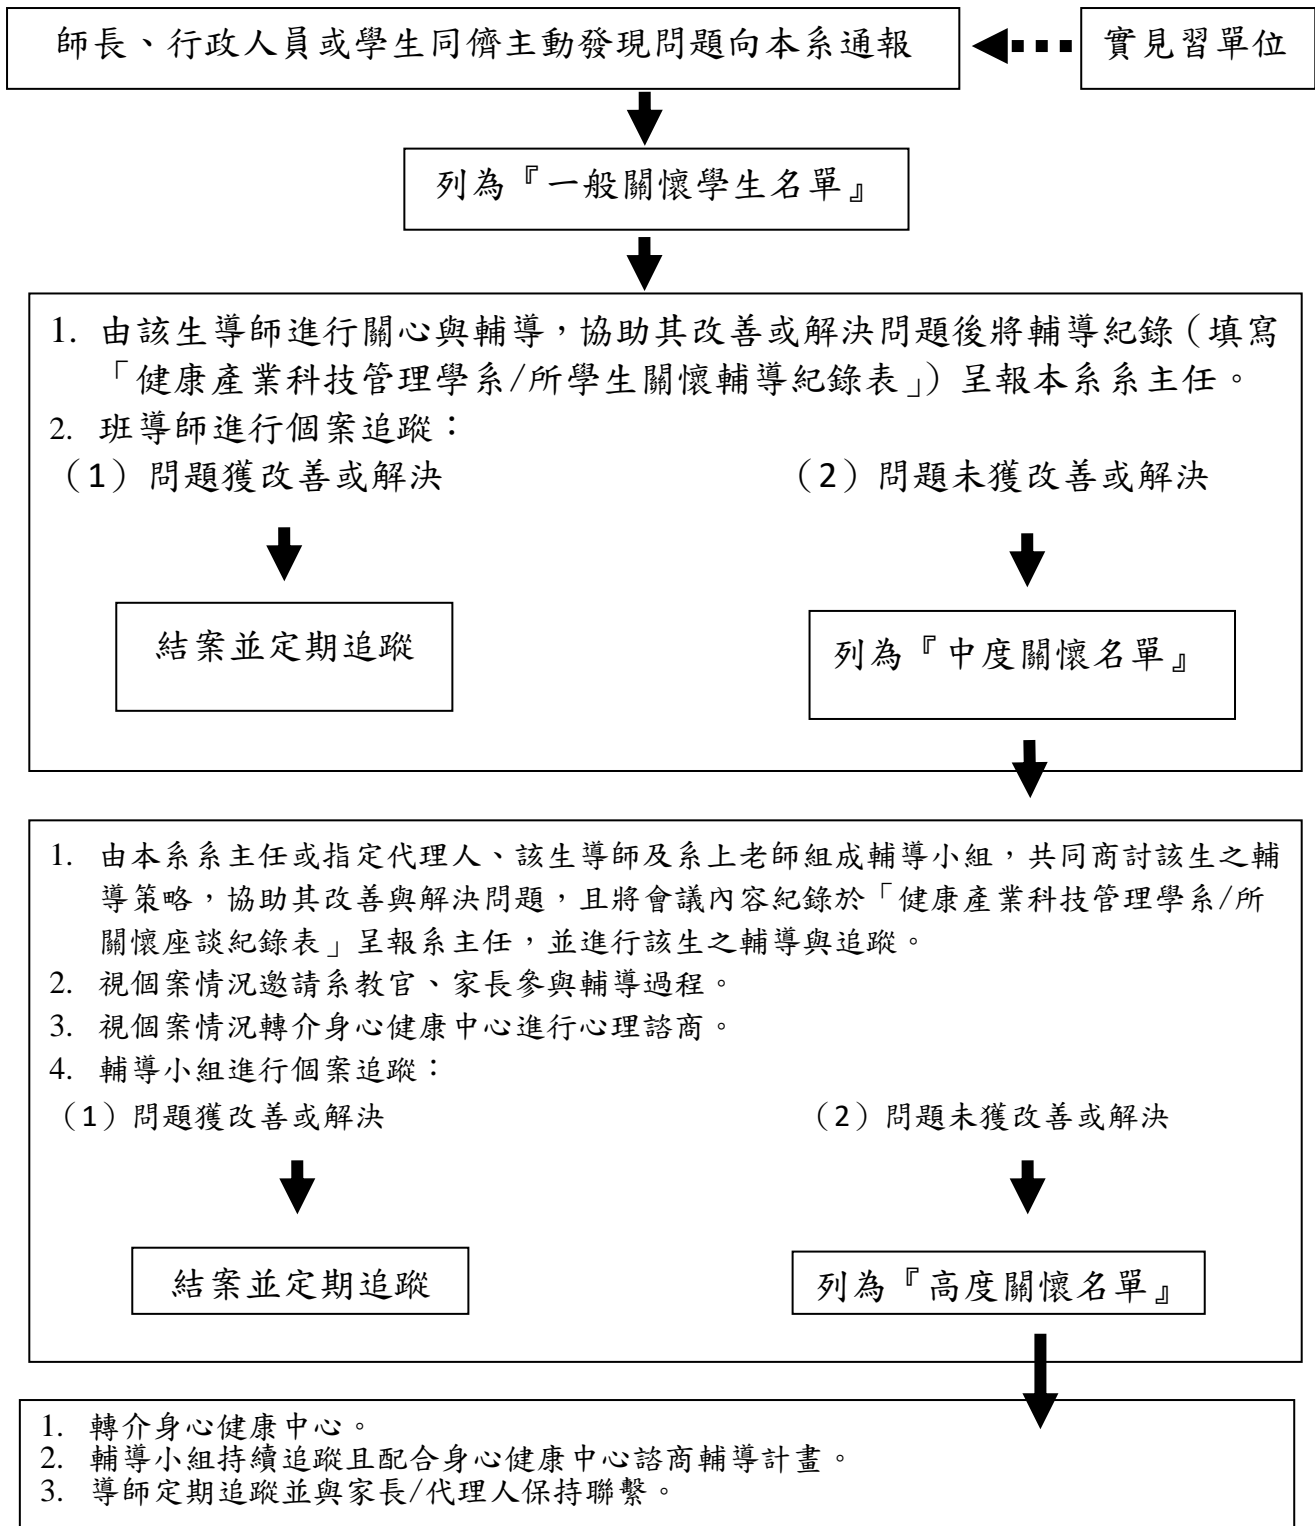 師長、行政人員或學生同儕主動發現問題向本系通報
實見習單位
列為『一般關懷學生名單』
1. 由該生導師進行關心與輔導，協助其改善或解決問題後將輔導紀錄（填寫
「健康產業科技管理學系/所學生關懷輔導紀錄表」）呈報本系系主任。
2. 班導師進行個案追蹤：
（1）問題獲改善或解決
（2）問題未獲改善或解決
結案並定期追蹤
列為『中度關懷名單』
1. 由本系系主任或指定代理人、該生導師及系上老師組成輔導小組，共同商討該生之輔
導策略，協助其改善與解決問題，且將會議內容紀錄於「健康產業科技管理學系/所
關懷座談紀錄表」呈報系主任，並進行該生之輔導與追蹤。
2. 視個案情況邀請系教官、家長參與輔導過程。
3. 視個案情況轉介身心健康中心進行心理諮商。
4. 輔導小組進行個案追蹤：
（1）問題獲改善或解決
（2）問題未獲改善或解決
結案並定期追蹤
列為『高度關懷名單』
1. 轉介身心健康中心。
2. 輔導小組持續追蹤且配合身心健康中心諮商輔導計畫。
3. 導師定期追蹤並與家長/代理人保持聯繫。